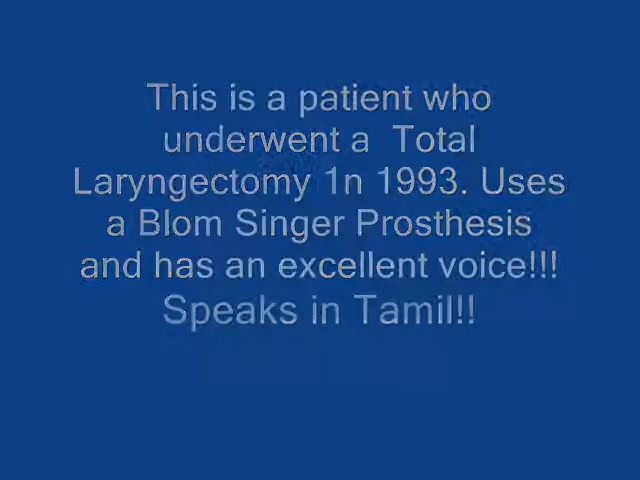 This is a patient who
underwent a  Total
Laryngectomy 1n 1993. Uses
a Blom Singer Prosthesis
and has an excellent voice!!!
Speaks in Tamil!!